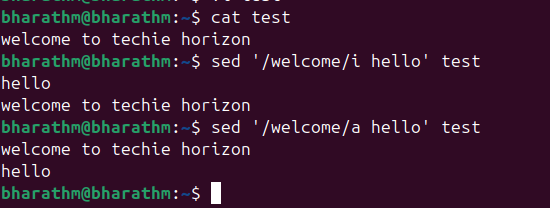 bharathm@bharathm:~$ cat test
welcome to techie horizon
bharathm@bharathm:~$ sed '/welcome/i hello' test
hello
welcome to techie horizon
bharathm@bharathm:~$ sed '/welcome/a hello' test
welcome to techie horizon
hello
bharathm@bharathm:~$